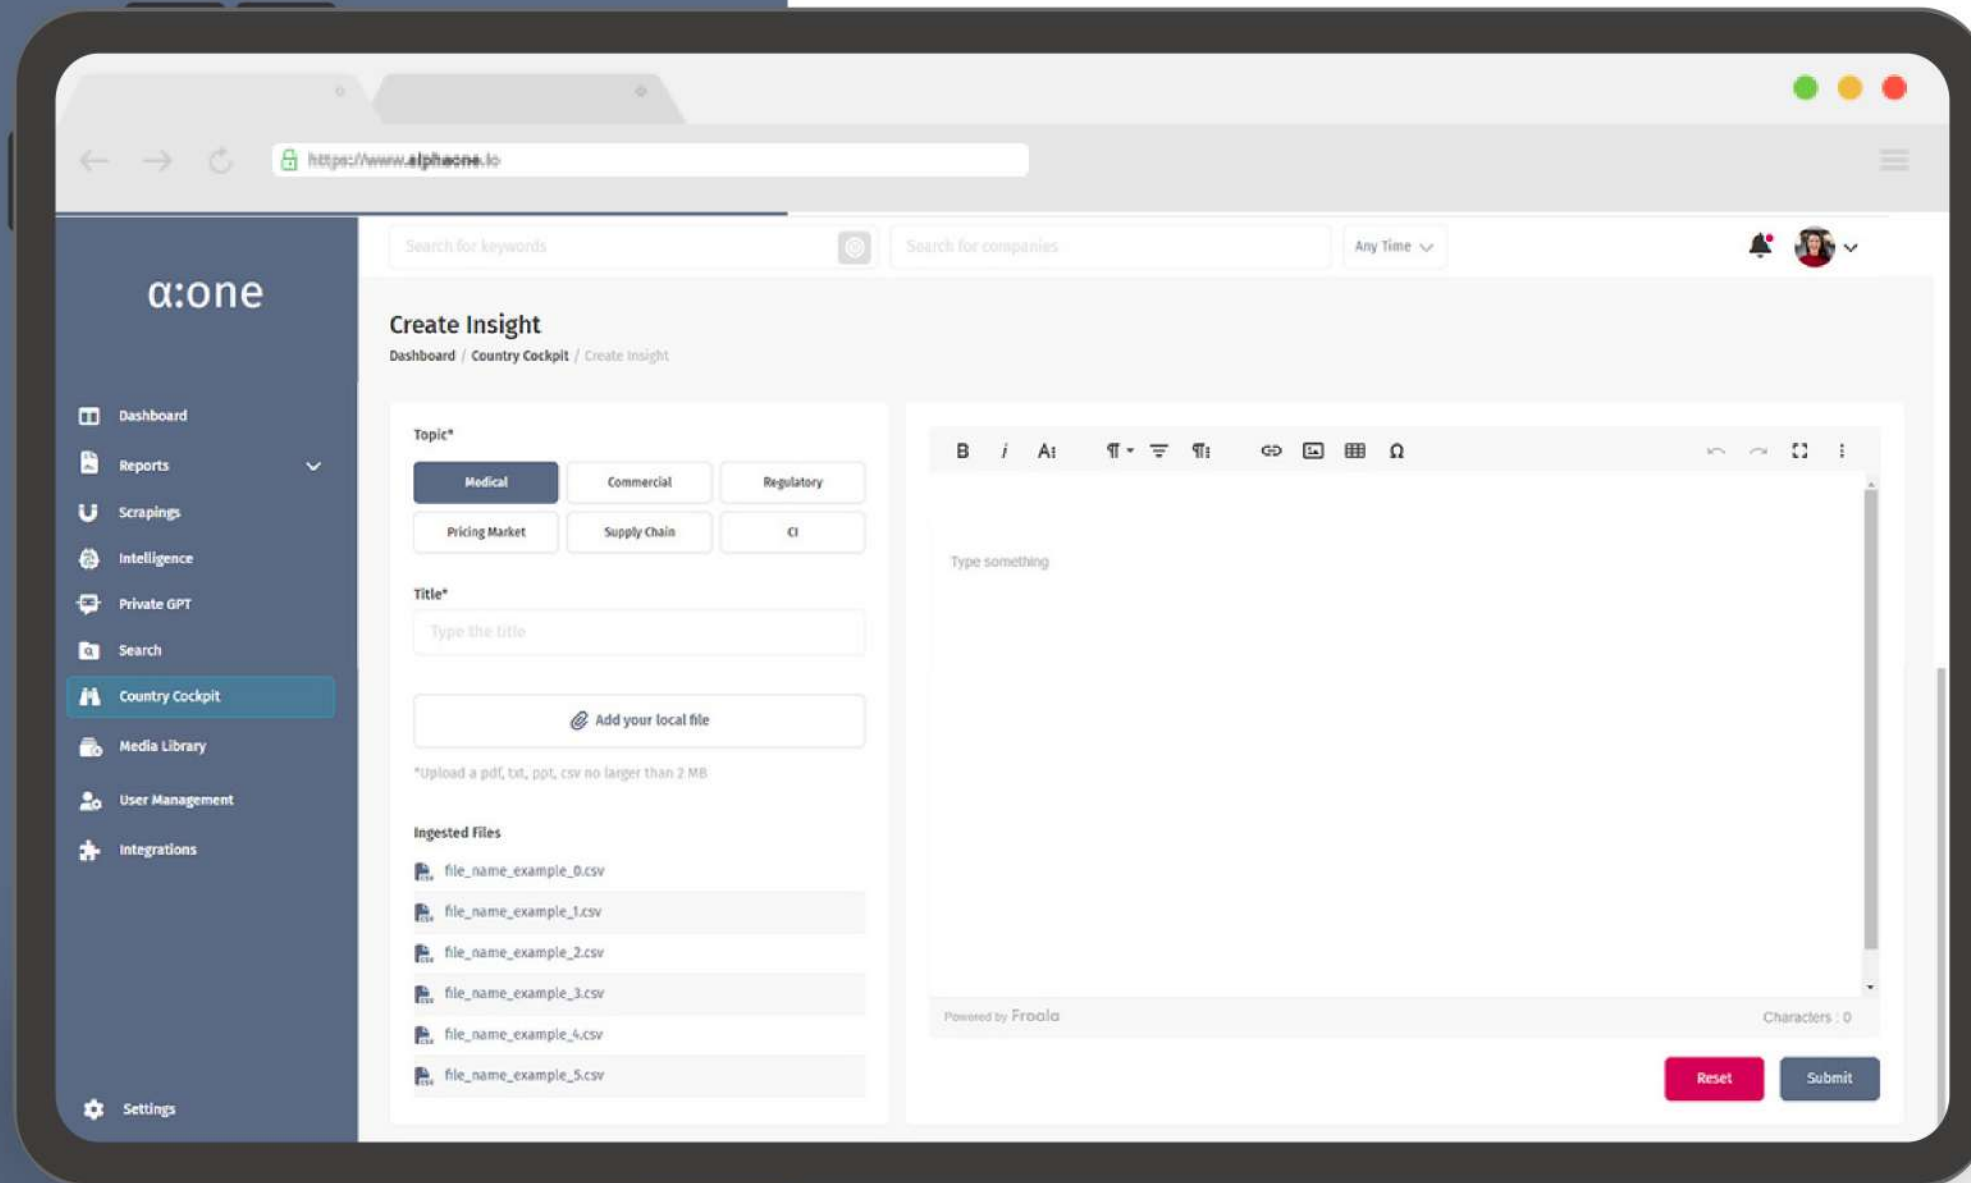 https://www.alphaone.io
Search for keywords
Search for companies
Any Time
α:one
Create Insight
Dashboard / Country Cockpit / Create Insight
Dashboard
Reports
Scrapings
Intelligence
Private GPT
Search
Country Cockpit
Media Library
User Management
Integrations
Settings
Topic*
Medical Commercial Regulatory
Pricing Market Supply Chain CI
Title*
Type the title
Add your local file
*Upload a pdf, txt, ppt, csv no larger than 2 MB
Ingested Files
file_name_example_0.csv
file_name_example_1.csv
file_name_example_2.csv
file_name_example_3.csv
file_name_example_4.csv
file_name_example_5.csv
B i A ¶ ¶ Ω
Type something
Powered by Froala
Characters : 0
Reset Submit